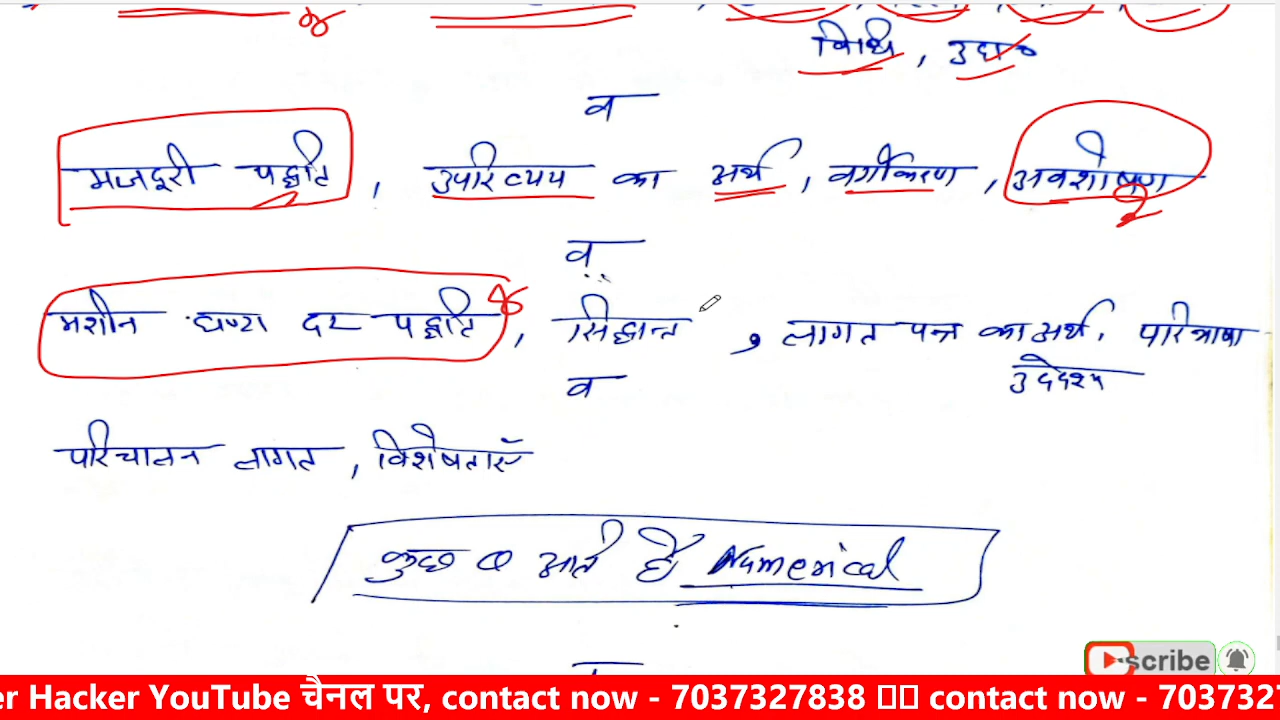 विधि, उदा०
व
मजदूरी पद्धति, उपरिव्यय का अर्थ, वर्गीकरण, अवशोषण
व
मशीन घण्टा दर पद्धति, सिद्धान्त, लागत पत्र का अर्थ, परिभाषा
उद्देश्य
व
परिचालन लागत, विशेषताएँ
कुछ Q आते हैं Numerical
scribe
er Hacker YouTube चैनल पर, contact now - 7037327838 contact now - 703732